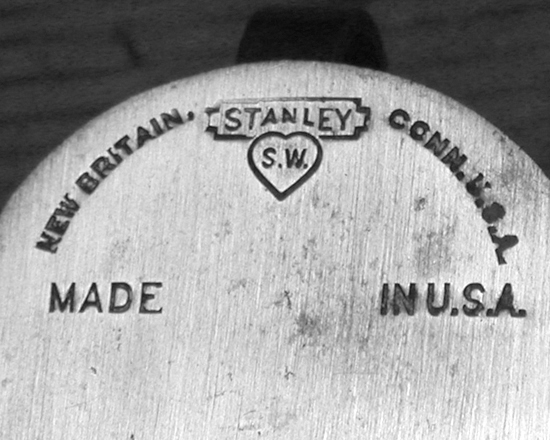 NEW BRITAIN, STANLEY CONN. U.S.A.
S.W.
MADE IN U.S.A.